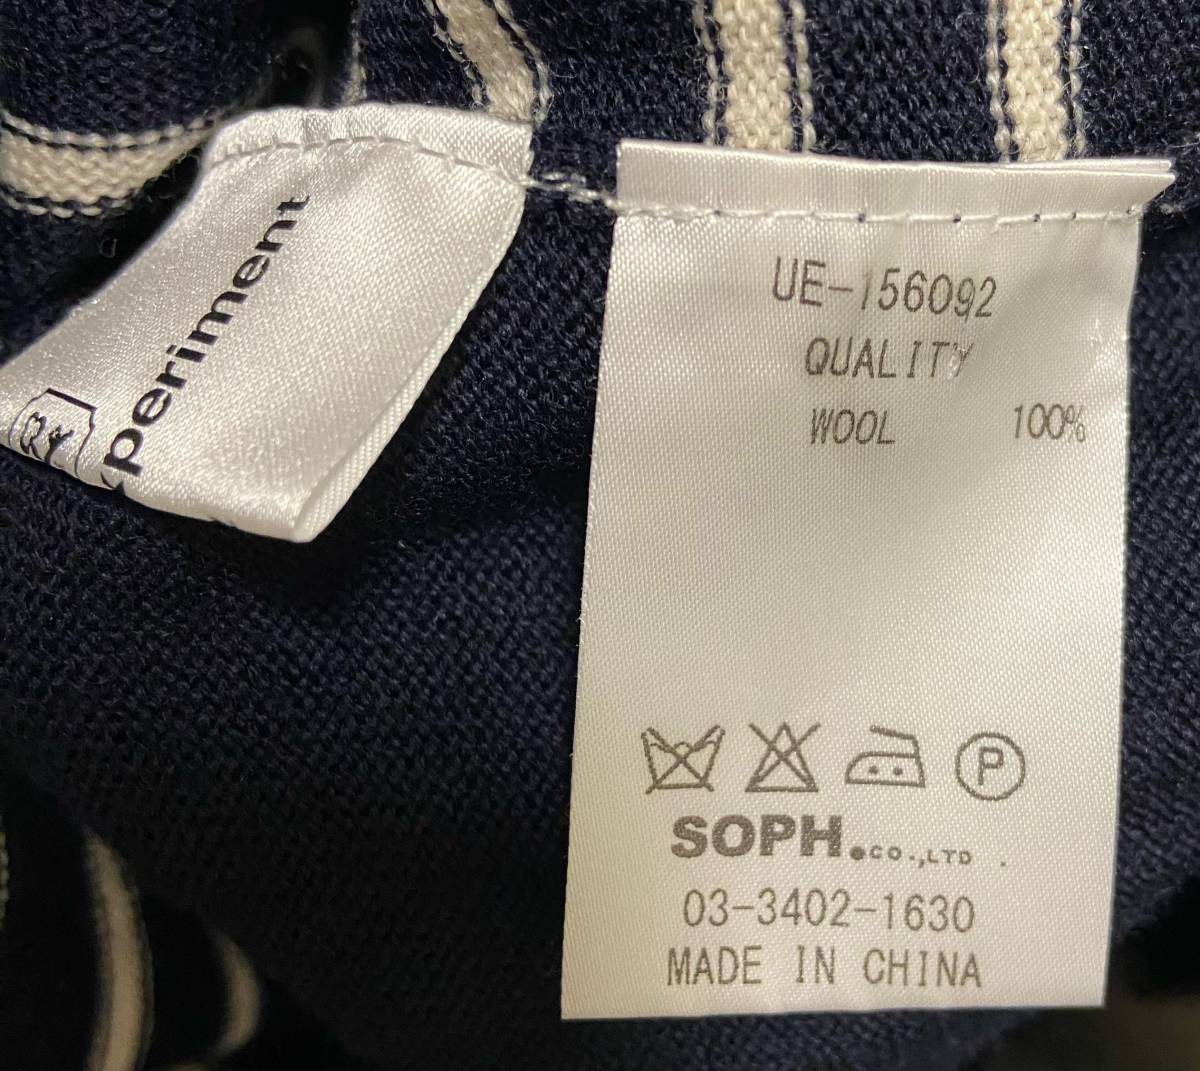 periment
UE-156092
QUALITY
WOOL 100%
P
SOPH.CO.,LTD.
03-3402-1630
MADE IN CHINA